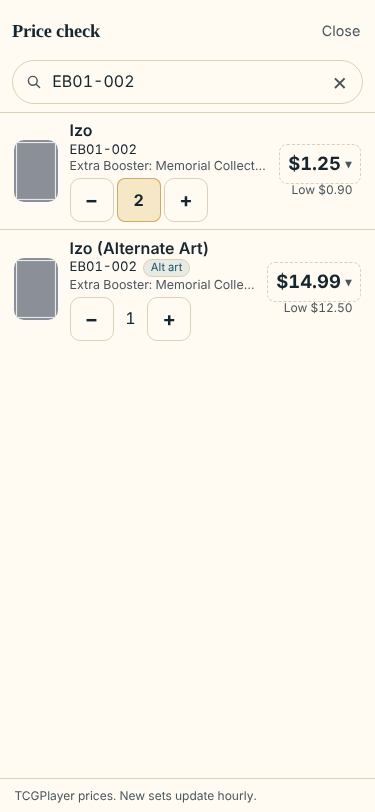 Price check
Close
EB01-002
Izo
EB01-002
Extra Booster: Memorial Collect...
− 2 +
$1.25 ▾
Low $0.90
Izo (Alternate Art)
EB01-002 Alt art
Extra Booster: Memorial Colle...
− 1 +
$14.99 ▾
Low $12.50
TCGPlayer prices. New sets update hourly.